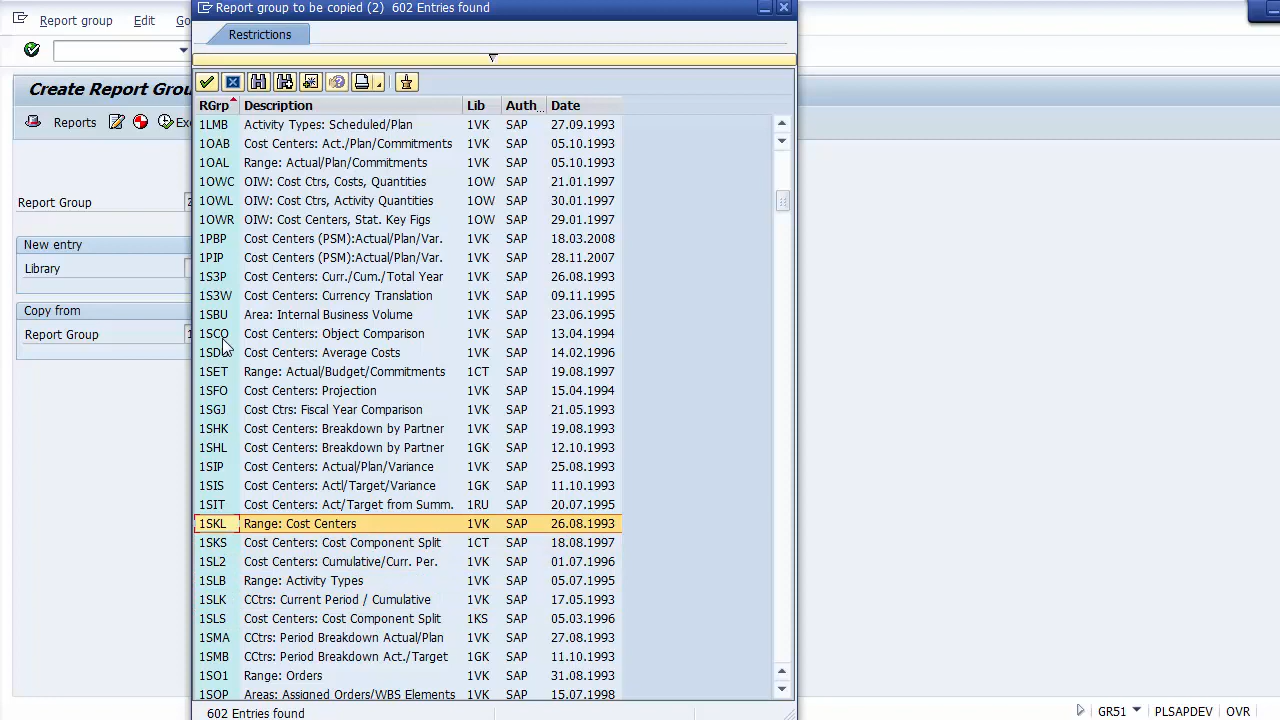 Report group to be copied (2) 602 Entries found
Report group Edit Go
Restrictions
Create Report Grou
Reports Exe
RGrp Description Lib Auth.. Date
1LMB Activity Types: Scheduled/Plan 1VK SAP 27.09.1993
1OAB Cost Centers: Act./Plan/Commitments 1VK SAP 05.10.1993
1OAL Range: Actual/Plan/Commitments 1VK SAP 05.10.1993
1OWC OIW: Cost Ctrs, Costs, Quantities 1OW SAP 21.01.1997
1OWL OIW: Cost Ctrs, Activity Quantities 1OW SAP 30.01.1997
1OWR OIW: Cost Centers, Stat. Key Figs 1OW SAP 29.01.1997
1PBP Cost Centers (PSM):Actual/Plan/Var. 1VK SAP 18.03.2008
1PIP Cost Centers (PSM):Actual/Plan/Var. 1VK SAP 28.11.2007
1S3P Cost Centers: Curr./Cum./Total Year 1VK SAP 26.08.1993
1S3W Cost Centers: Currency Translation 1VK SAP 09.11.1995
1SBU Area: Internal Business Volume 1VK SAP 23.06.1995
1SCO Cost Centers: Object Comparison 1VK SAP 13.04.1994
Cost Centers: Average Costs 1VK SAP 14.02.1996
1SET Range: Actual/Budget/Commitments 1CT SAP 19.08.1997
1SFO Cost Centers: Projection 1VK SAP 15.04.1994
1SGJ Cost Ctrs: Fiscal Year Comparison 1VK SAP 21.05.1993
1SHK Cost Centers: Breakdown by Partner 1VK SAP 19.08.1993
1SHL Cost Centers: Breakdown by Partner 1GK SAP 12.10.1993
1SIP Cost Centers: Actual/Plan/Variance 1VK SAP 25.08.1993
1SIS Cost Centers: Actl/Target/Variance 1GK SAP 11.10.1993
1SIT Cost Centers: Act/Target from Summ. 1RU SAP 20.07.1995
1SKL Range: Cost Centers 1VK SAP 26.08.1993
1SKS Cost Centers: Cost Component Split 1CT SAP 18.08.1997
1SL2 Cost Centers: Cumulative/Curr. Per. 1VK SAP 01.07.1996
1SLB Range: Activity Types 1VK SAP 05.07.1995
1SLK CCtrs: Current Period / Cumulative 1VK SAP 17.05.1993
1SLS Cost Centers: Cost Component Split 1KS SAP 05.03.1996
1SMA CCtrs: Period Breakdown Actual/Plan 1VK SAP 27.08.1993
1SMB CCtrs: Period Breakdown Act./Target 1GK SAP 11.10.1993
1SO1 Range: Orders 1VK SAP 31.08.1993
1SOP Areas: Assigned Orders/WBS Elements 1VK SAP 15.07.1998
Report Group Z
New entry
Library
Copy from
Report Group 1
602 Entries found
GR51 PLSAPDEV OVR